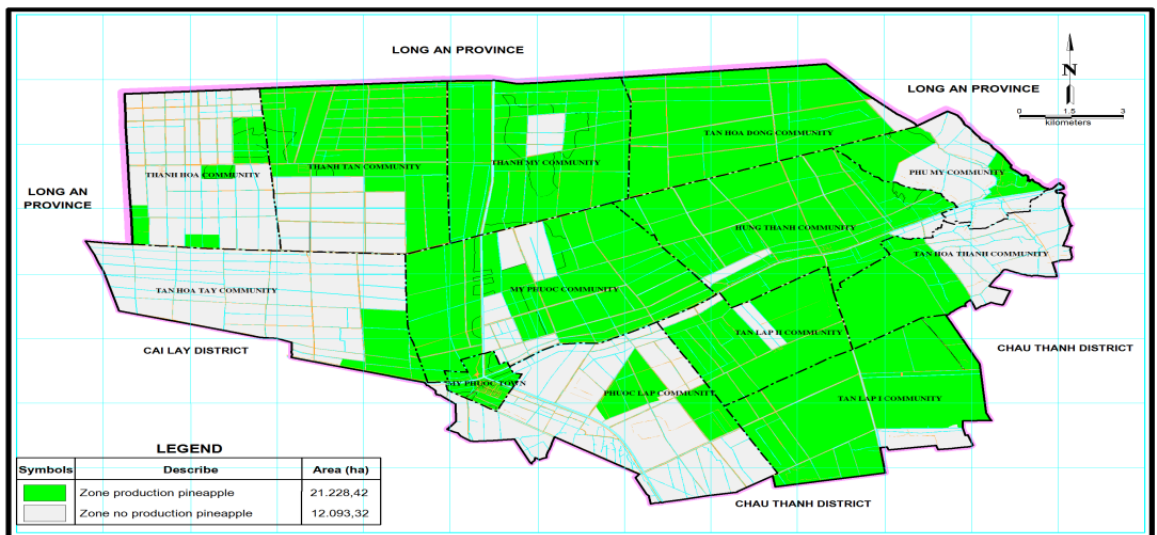 LONG AN PROVINCE
N
LONG AN PROVINCE
0 1.5 3
kilometers
TAN HOA DONG COMMUNITY
THANH MY COMMUNITY
THANH TAN COMMUNITY
THANH HOA COMMUNITY
PHU MY COMMUNITY
LONG AN
PROVINCE
HUNG THANH COMMUNITY
TAN HOA THANH COMMUNITY
TAN HOA TAY COMMUNITY
MY PHUOC COMMUNITY
TAN LAP II COMMUNITY
CAI LAY DISTRICT
CHAU THANH DISTRICT
MY PHUOC TOWN
PHUOC LAP COMMUNITY
TAN LAP I COMMUNITY
LEGEND
Symbols Describe Area (ha)
Zone production pineapple 21.228,42
Zone no production pineapple 12.093,32
CHAU THANH DISTRICT